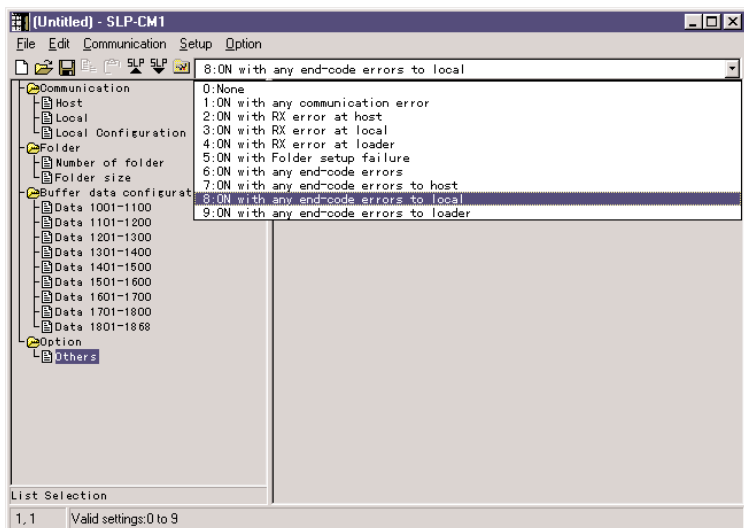 (Untitled) - SLP-CM1
File Edit Communication Setup Option
SLP SLP
8:ON with any end-code errors to local
0:None
1:ON with any communication error
2:ON with RX error at host
3:ON with RX error at local
4:ON with RX error at loader
5:ON with Folder setup failure
6:ON with any end-code errors
7:ON with any end-code errors to host
8:ON with any end-code errors to local
9:ON with any end-code errors to loader
Communication
Host
Local
Local Configuration
Folder
Number of folder
Folder size
Buffer data configurat
Data 1001-1100
Data 1101-1200
Data 1201-1300
Data 1301-1400
Data 1401-1500
Data 1501-1600
Data 1601-1700
Data 1701-1800
Data 1801-1868
Option
Others
List Selection
1, 1 Valid settings:0 to 9